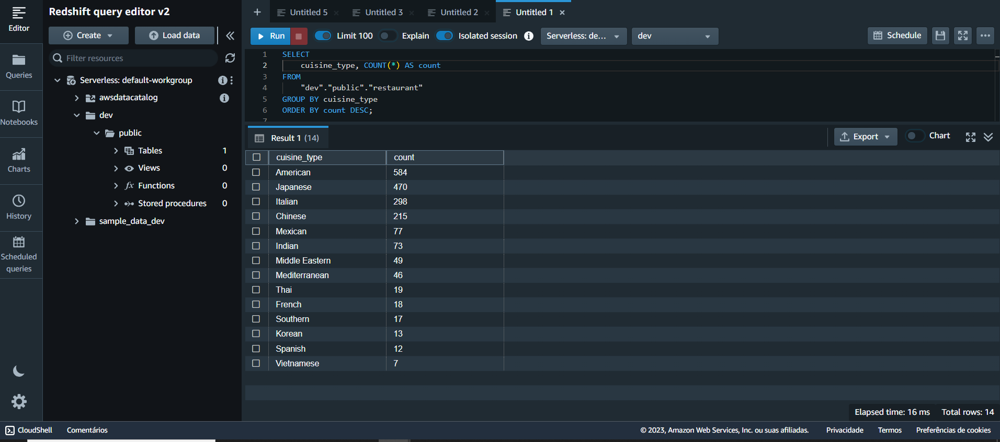 Editor
Queries
Notebooks
Charts
History
Scheduled
queries
Redshift query editor v2
Create
Load data
Filter resources
Serverless: default-workgroup
awsdatacatalog
dev
public
Tables 1
Views 0
fx Functions 0
Stored procedures 0
sample_data_dev
Untitled 5 Untitled 3 Untitled 2 Untitled 1
Run Limit 100 Explain Isolated session Serverless: de... dev Schedule
1 SELECT
2 cuisine_type, COUNT(*) AS count
3 FROM
4 "dev"."public"."restaurant"
5 GROUP BY cuisine_type
6 ORDER BY count DESC;
7
Result 1 (14) Export Chart
cuisine_type count
American 584
Japanese 470
Italian 298
Chinese 215
Mexican 77
Indian 73
Middle Eastern 49
Mediterranean 46
Thai 19
French 18
Southern 17
Korean 13
Spanish 12
Vietnamese 7
Elapsed time: 16 ms Total rows: 14
CloudShell Comentários © 2023, Amazon Web Services, Inc. ou suas afiliadas. Privacidade Termos Preferências de cookies